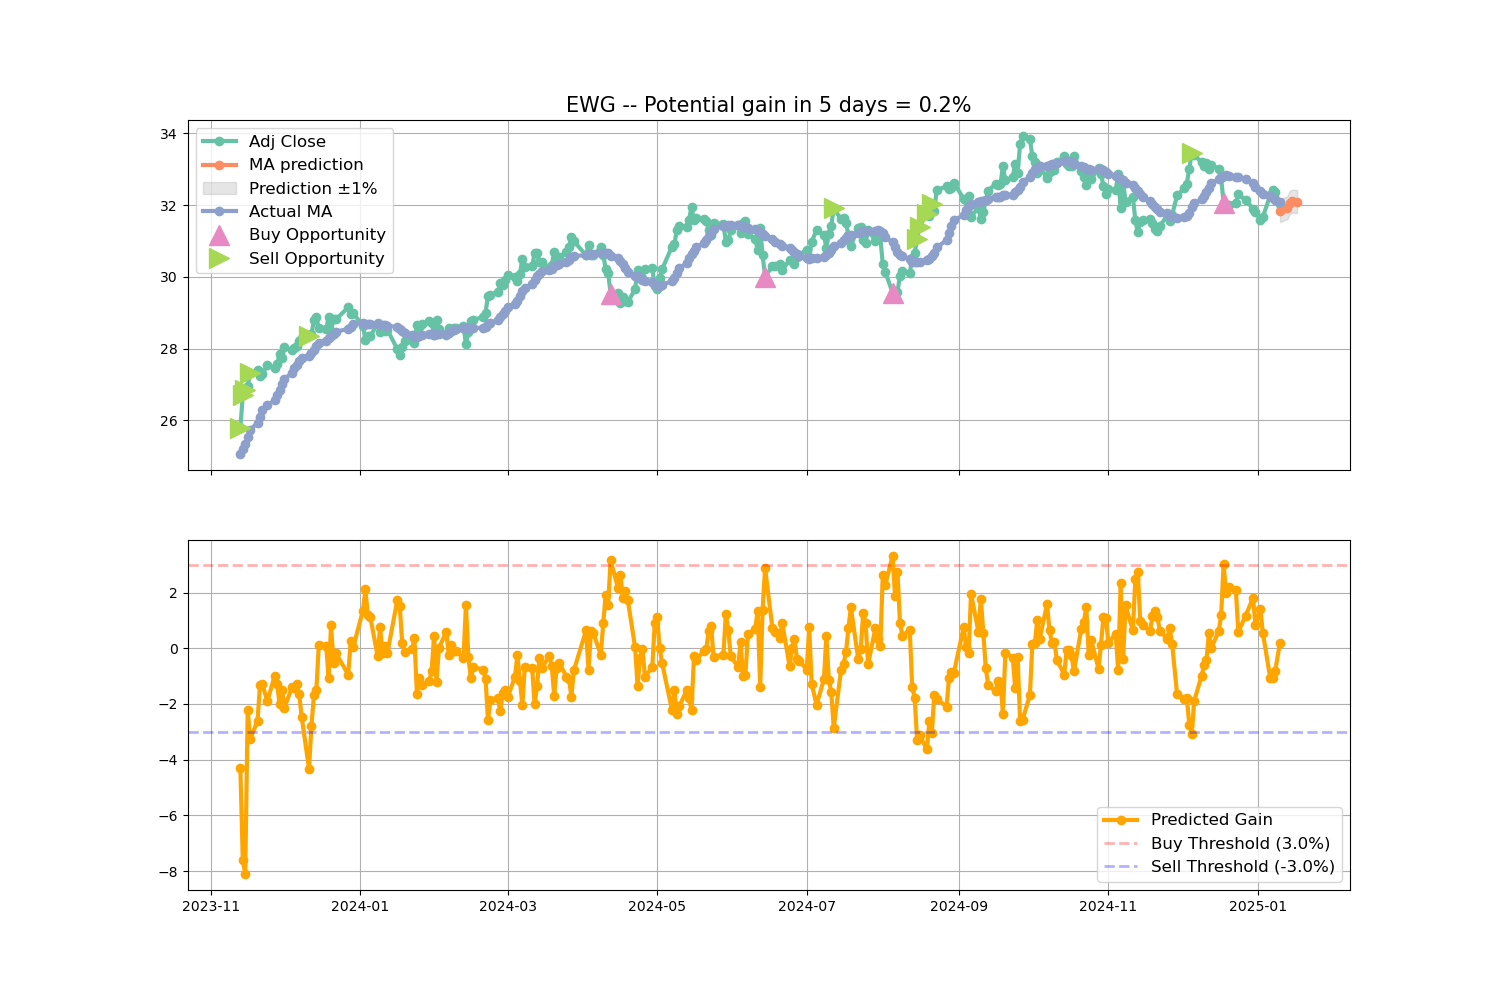 EWG -- Potential gain in 5 days = 0.2%
34
32
30
28
26
Adj Close
MA prediction
Prediction ±1%
Actual MA
Buy Opportunity
Sell Opportunity
2
0
−2
−4
−6
−8
Predicted Gain
Buy Threshold (3.0%)
Sell Threshold (-3.0%)
2023-11
2024-01
2024-03
2024-05
2024-07
2024-09
2024-11
2025-01